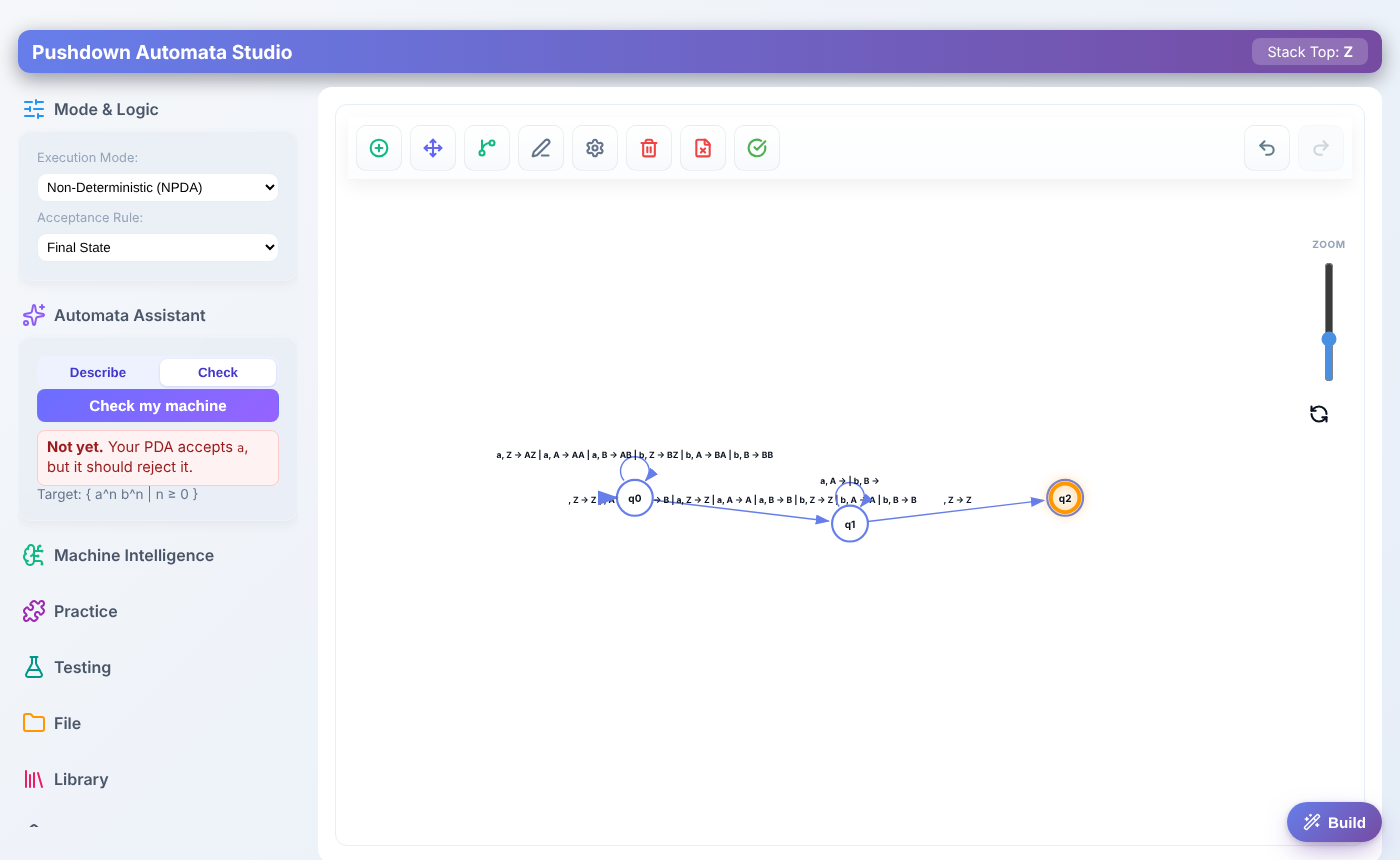 Pushdown Automata Studio
Stack Top: Z
Mode & Logic
Execution Mode:
Non-Deterministic (NPDA)
Acceptance Rule:
Final State
Automata Assistant
Describe
Check
Check my machine
Not yet. Your PDA accepts a,
but it should reject it.
Target: { a^n b^n | n ≥ 0 }
Machine Intelligence
Practice
Testing
File
Library
ZOOM
a, Z → AZ | a, A → AA | a, B → AB | b, Z → BZ | b, A → BA | b, B → BB
a, A → | b, B →
, Z → Z | , A → B | a, Z → Z | a, A → A | a, B → B | b, Z → Z | b, A → A | b, B → B
, Z → Z
q0
q1
q2
Build